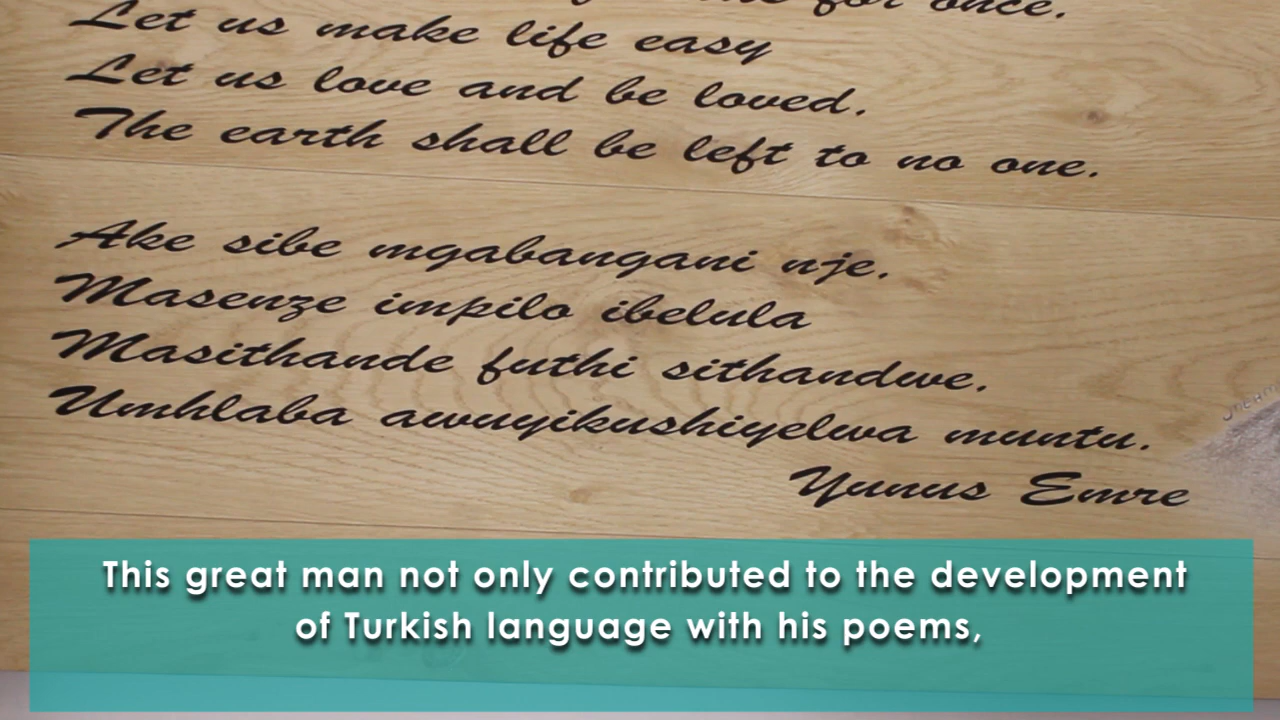 for once.
Let us make life easy
Let us love and be loved.
The earth shall be left to no one.
Ake sibe mgabangani nje.
Masenze impilo ibelula
Masithande futhi sithandwe.
Umhlaba awuyikushiyelwa muntu.
Yunus Emre
This great man not only contributed to the development
of Turkish language with his poems,